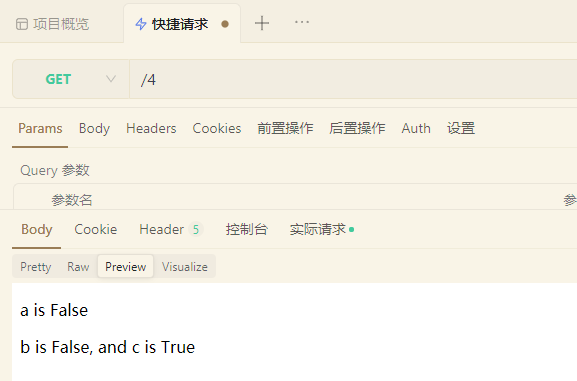 项目概览 快捷请求
GET /4
Params Body Headers Cookies 前置操作 后置操作 Auth 设置
Query 参数
参数名 参
Body Cookie Header 5 控制台 实际请求
Pretty Raw Preview Visualize
a is False
b is False, and c is True